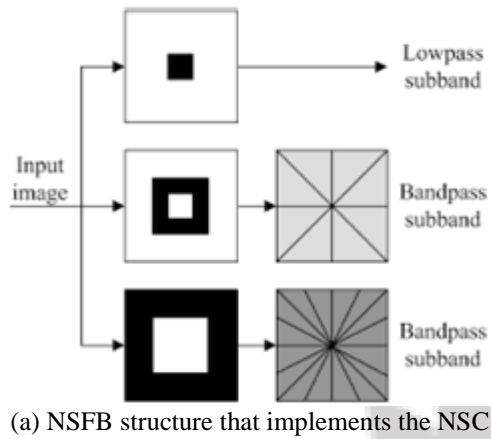 Lowpass
subband
Input
image
Bandpass
subband
Bandpass
subband
(a) NSFB structure that implements the NSC